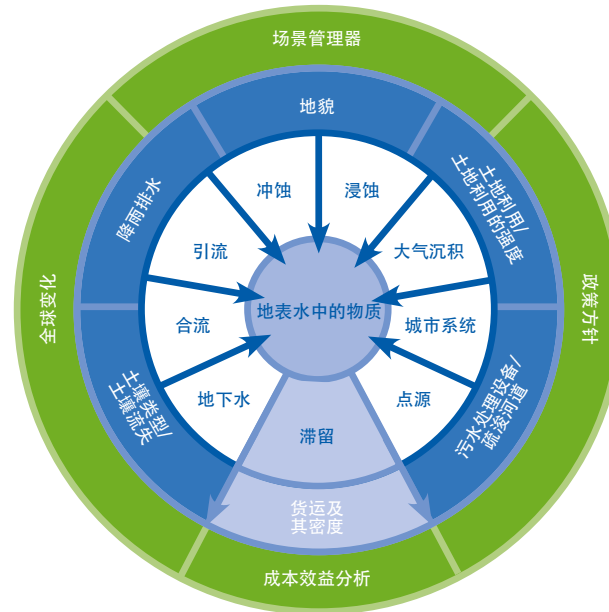 场景管理器
地貌
土地利用/
土地利用的强度
降雨排水
冲蚀
浸蚀
引流
大气沉积
全球变化
政策方针
地表水中的物质
合流
城市系统
地下水
点源
土壤类型/
土壤流失
污水处理设备/
疏浚河道
滞留
货运及
其密度
成本效益分析